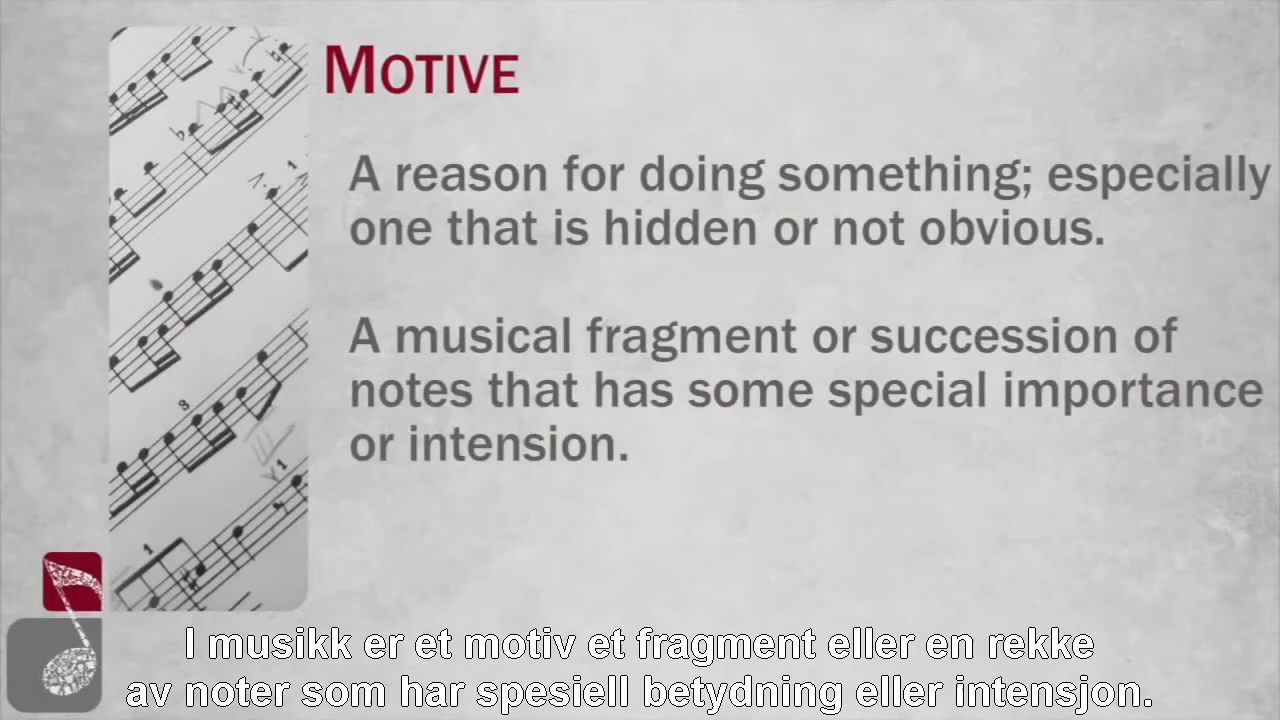 MOTIVE
A reason for doing something; especially
one that is hidden or not obvious.
A musical fragment or succession of
notes that has some special importance
or intension.
I musikk er et motiv et fragment eller en rekke
av noter som har spesiell betydning eller intensjon.